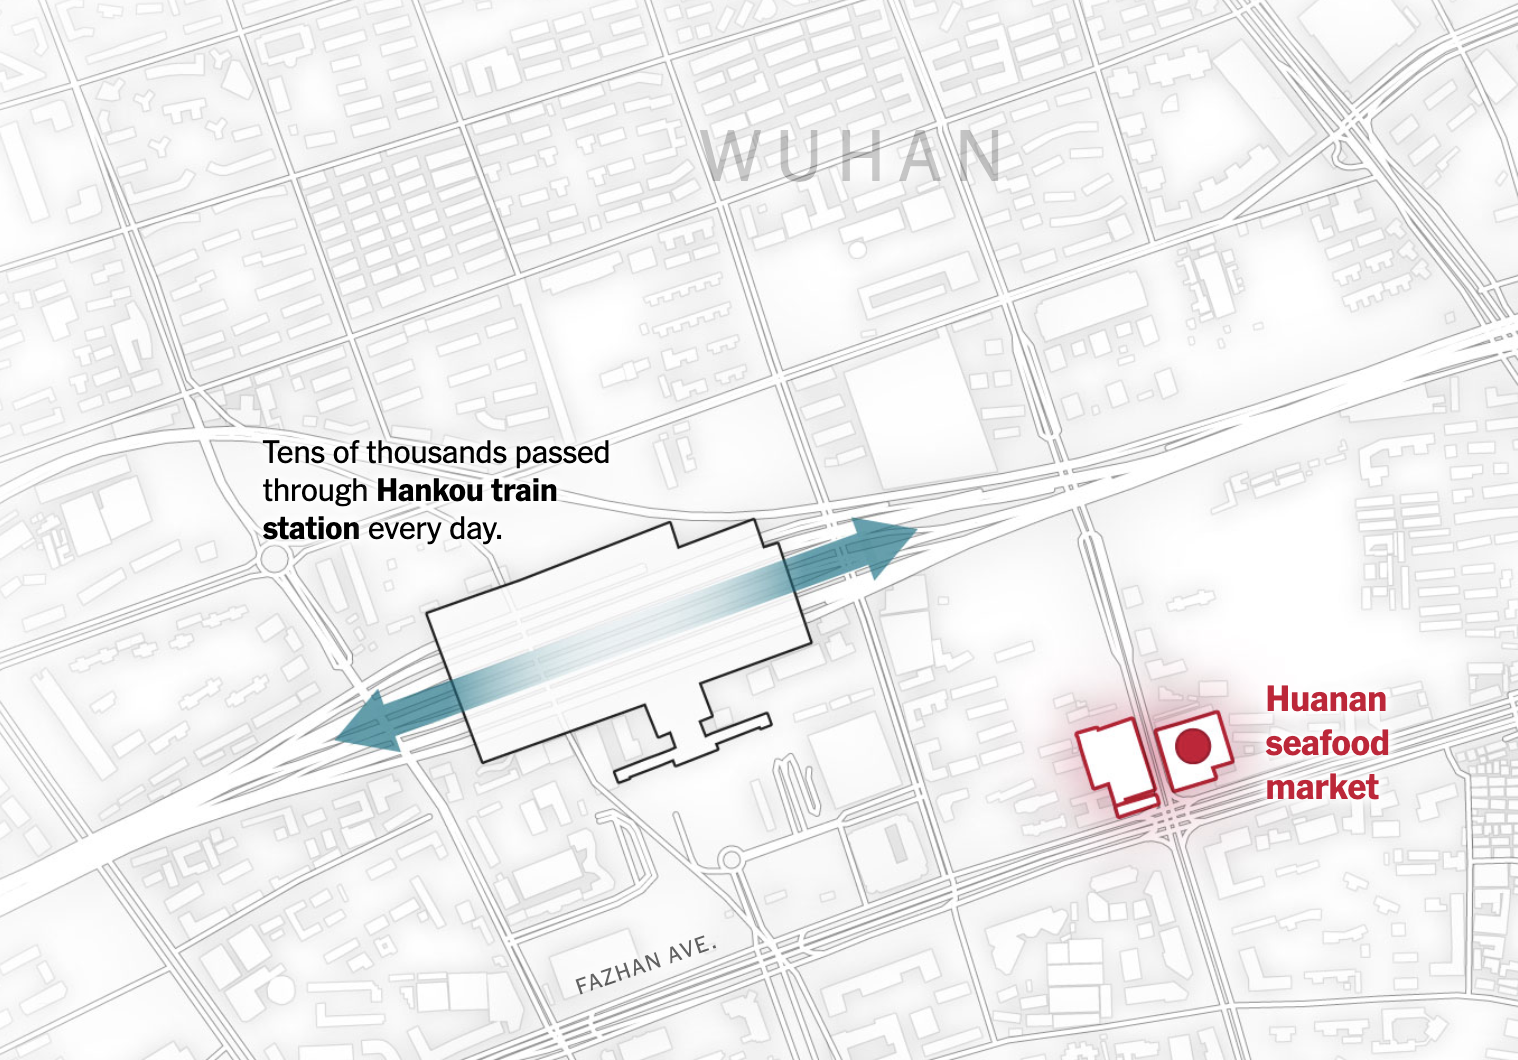 WUHAN
Tens of thousands passed
through Hankou train
station every day.
Huanan
seafood
market
FAZHAN AVE.